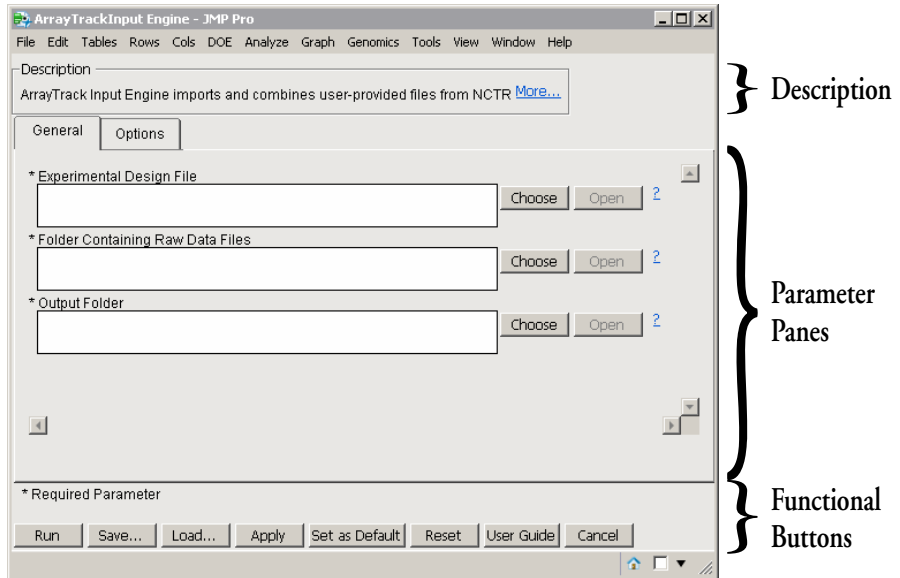 ArrayTrackInput Engine - JMP Pro
File Edit Tables Rows Cols DOE Analyze Graph Genomics Tools View Window Help
Description
ArrayTrack Input Engine imports and combines user-provided files from NCTR More...
Description
General Options
* Experimental Design File
Choose Open ?
* Folder Containing Raw Data Files
Choose Open ?
* Output Folder
Choose Open ?
Parameter
Panes
* Required Parameter
Run Save... Load... Apply Set as Default Reset User Guide Cancel
Functional
Buttons